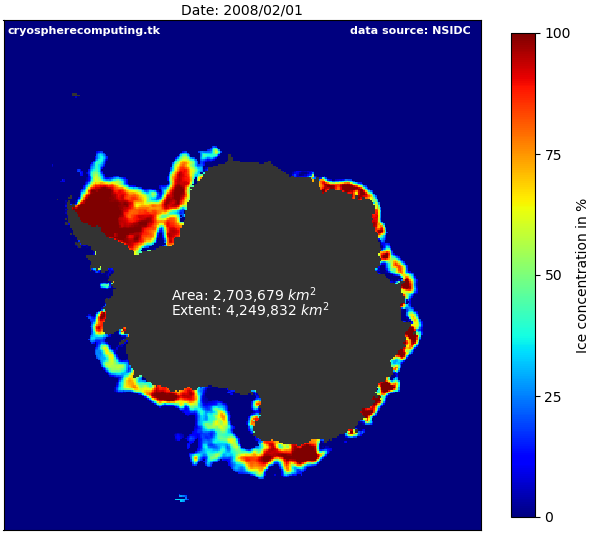 Date: 2008/02/01
cryospherecomputing.tk
data source: NSIDC
Area: 2,703,679 km²
Extent: 4,249,832 km²
100
75
50
25
0
Ice concentration in %